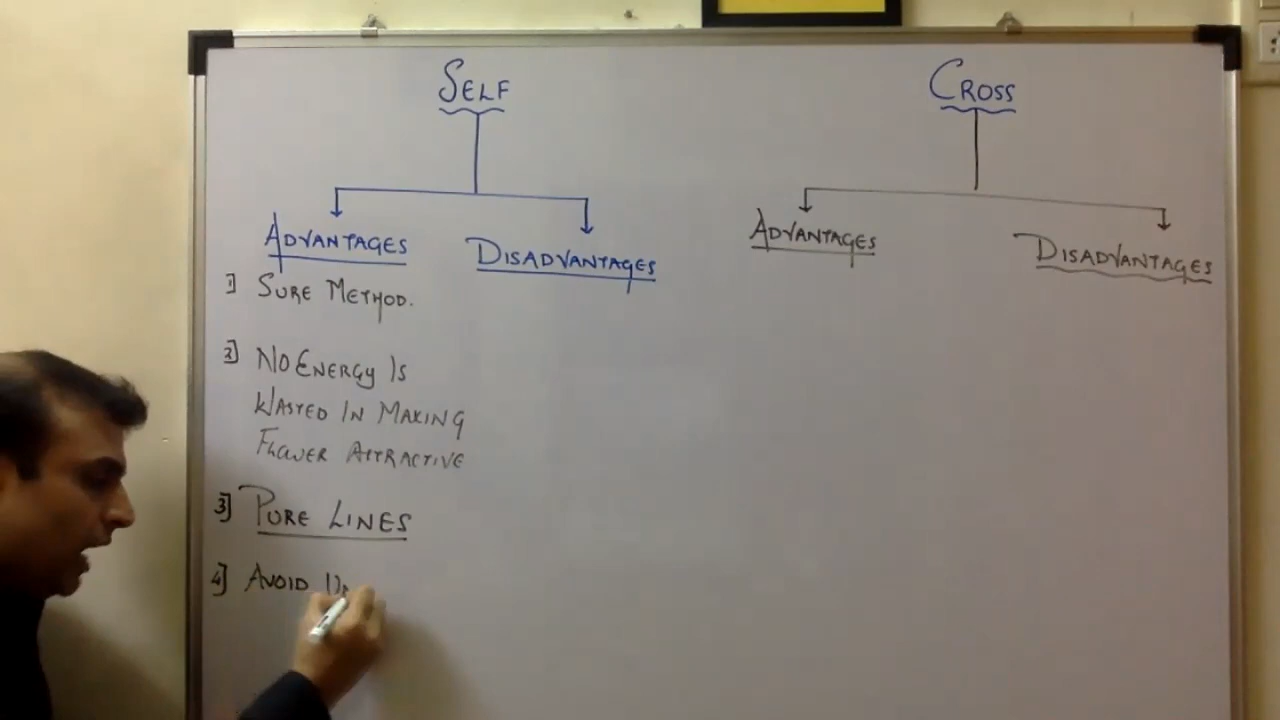 SELF
CROSS
ADVANTAGES
DISADVANTAGES
ADVANTAGES
DISADVANTAGES
1] SURE METHOD.
2] NO ENERGY IS
WASTED IN MAKING
FLOWER ATTRACTIVE
3] PURE LINES
4] AVOID